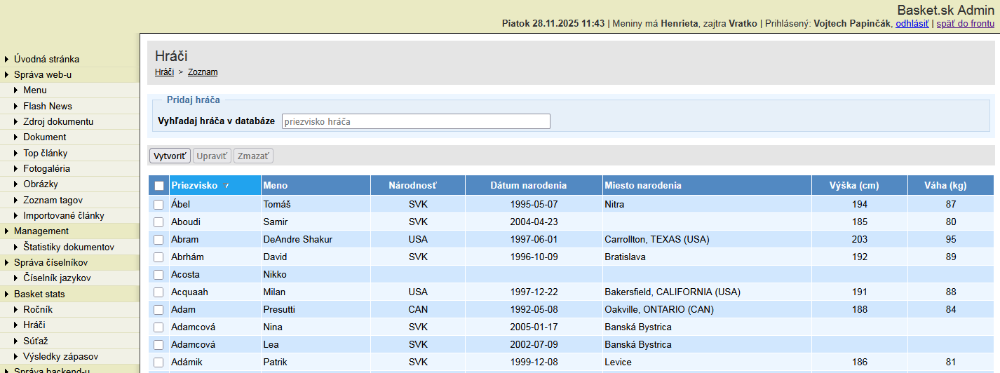 Basket.sk Admin
Piatok 28.11.2025 11:43 | Meniny má Henrieta, zajtra Vratko | Prihlásený: Vojtech Papinčák, odhlásiť | späť do frontu
Úvodná stránka
Správa web-u
Menu
Flash News
Zdroj dokumentu
Dokument
Top články
Fotogaléria
Obrázky
Zoznam tagov
Importované články
Management
Štatistiky dokumentov
Správa číselníkov
Číselník jazykov
Basket stats
Ročník
Hráči
Súťaž
Výsledky zápasov
Správa backend-u
Hráči
Hráči > Zoznam
Pridaj hráča
Vyhľadaj hráča v databáze priezvisko hráča
Vytvoriť Upraviť Zmazať
Priezvisko Meno Národnosť Dátum narodenia Miesto narodenia Výška (cm) Váha (kg)
Ábel Tomáš SVK 1995-05-07 Nitra 194 87
Aboudi Samir SVK 2004-04-23 185 80
Abram DeAndre Shakur USA 1997-06-01 Carrollton, TEXAS (USA) 203 95
Abrhám David SVK 1996-10-09 Bratislava 192 89
Acosta Nikko
Acquaah Milan USA 1997-12-22 Bakersfield, CALIFORNIA (USA) 191 88
Adam Presutti CAN 1992-05-08 Oakville, ONTARIO (CAN) 188 84
Adamcová Nina SVK 2005-01-17 Banská Bystrica
Adamcová Lea SVK 2002-07-09 Banská Bystrica
Adámik Patrik SVK 1999-12-08 Levice 186 81